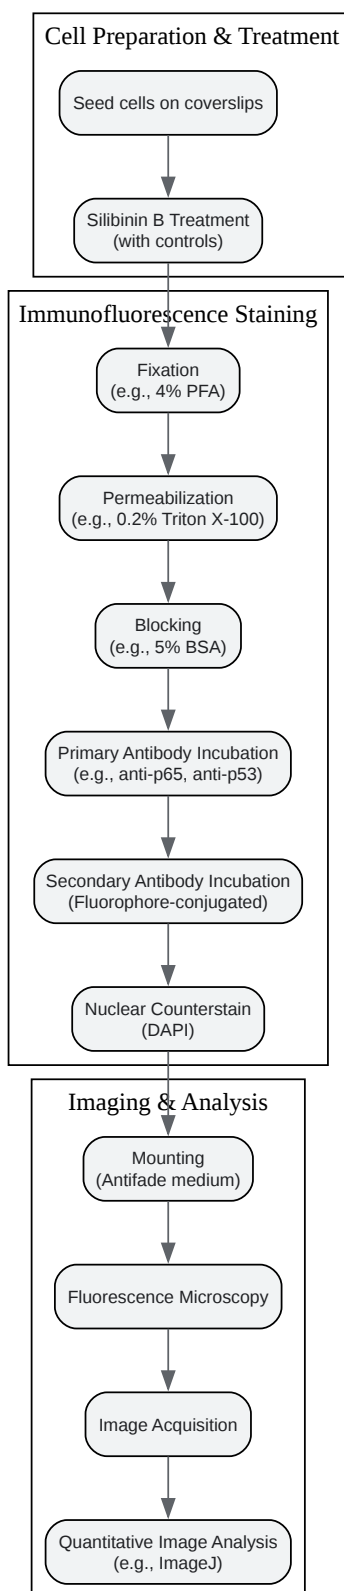 Cell Preparation & Treatment
Seed cells on coverslips
Silibinin B Treatment
(with controls)
Immunofluorescence Staining
Fixation
(e.g., 4% PFA)
Permeabilization
(e.g., 0.2% Triton X-100)
Blocking
(e.g., 5% BSA)
Primary Antibody Incubation
(e.g., anti-p65, anti-p53)
Secondary Antibody Incubation
(Fluorophore-conjugated)
Nuclear Counterstain
(DAPI)
Imaging & Analysis
Mounting
(Antifade medium)
Fluorescence Microscopy
Image Acquisition
Quantitative Image Analysis
(e.g., ImageJ)